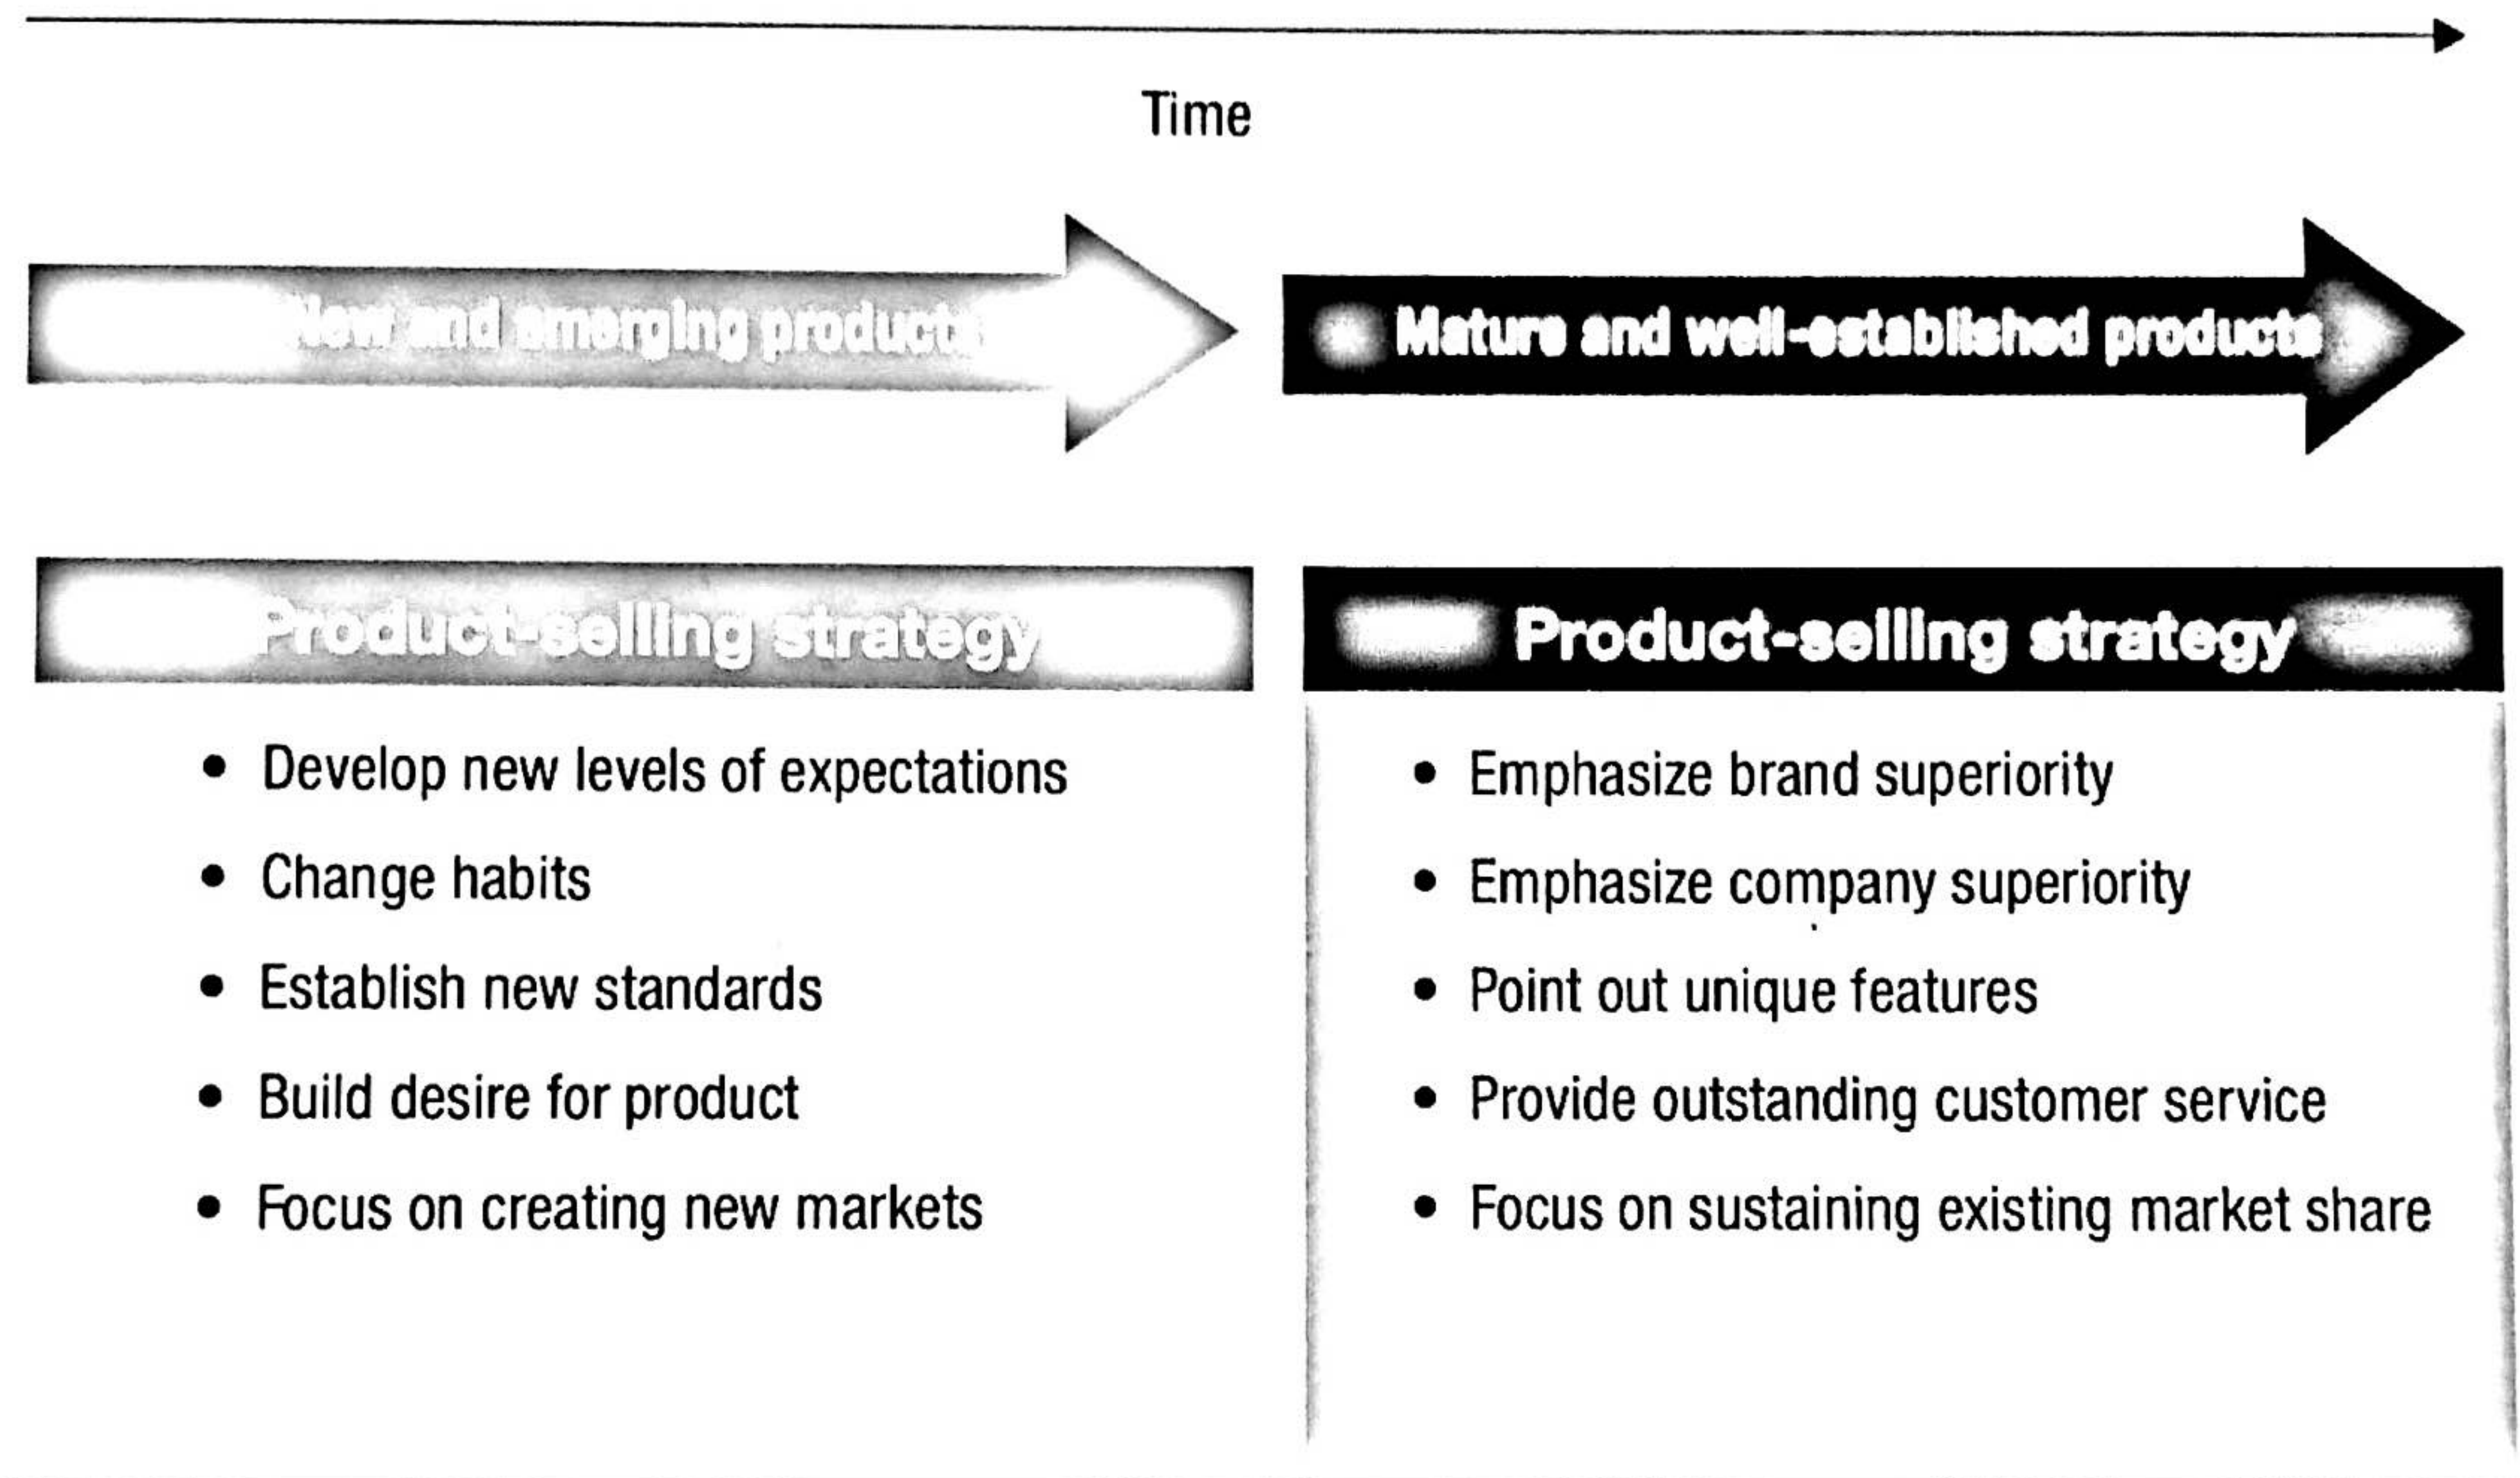 Time
New and emerging products
Mature and well-established products
Product-selling strategy
• Develop new levels of expectations
• Change habits
• Establish new standards
• Build desire for product
• Focus on creating new markets
Product-selling strategy
• Emphasize brand superiority
• Emphasize company superiority
• Point out unique features
• Provide outstanding customer service
• Focus on sustaining existing market share